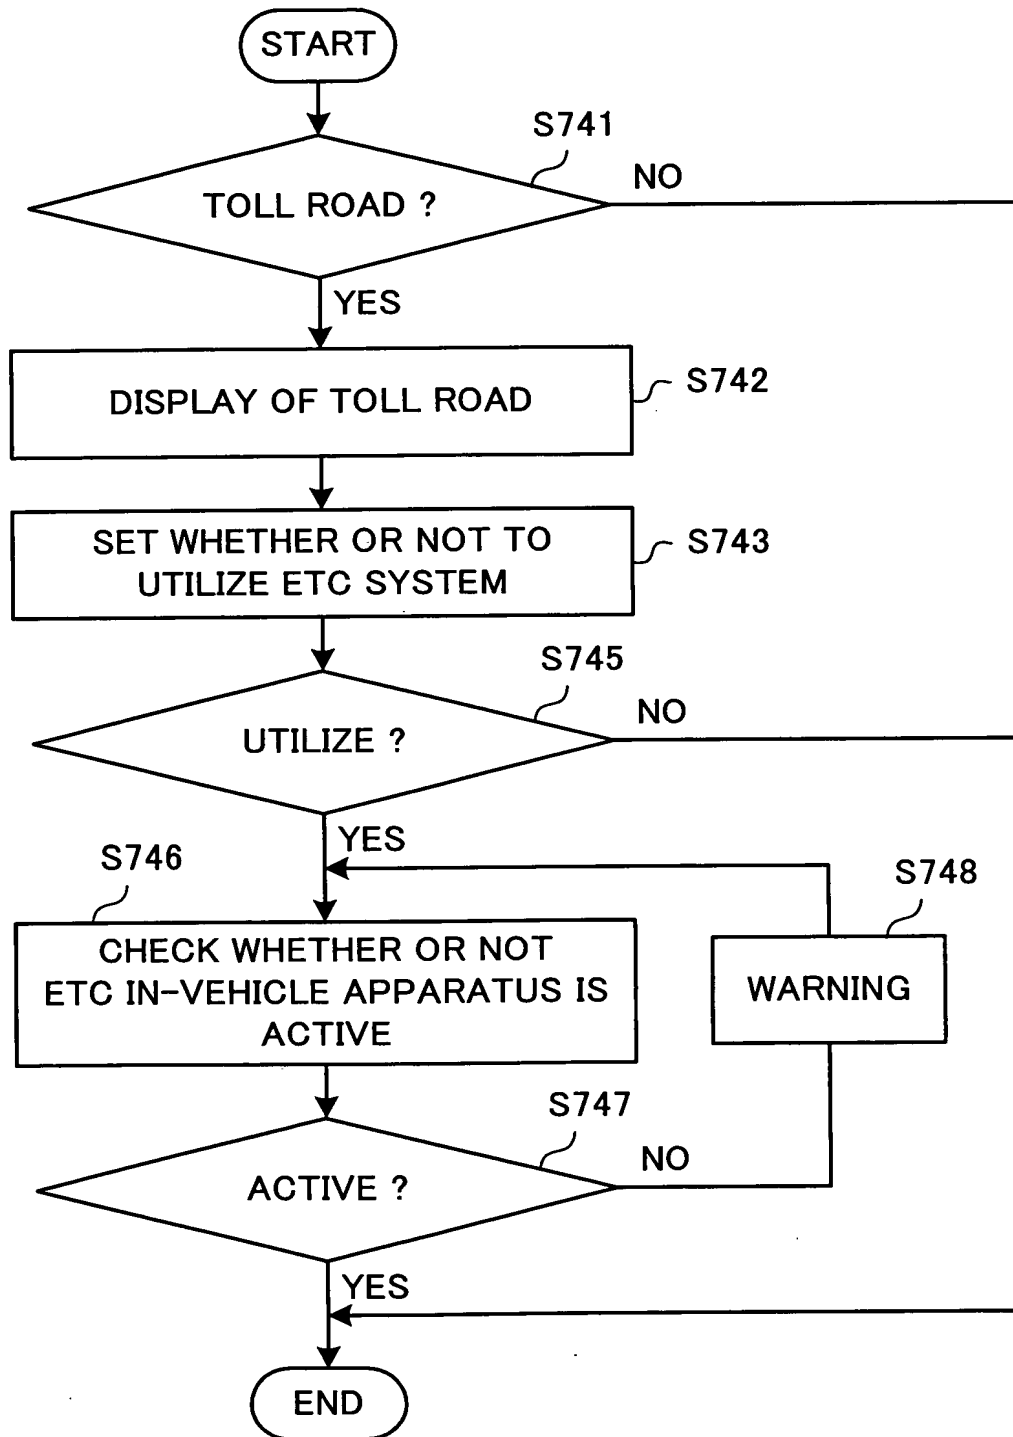 START
S741
TOLL ROAD ?
NO
YES
DISPLAY OF TOLL ROAD
S742
SET WHETHER OR NOT TO
UTILIZE ETC SYSTEM
S743
S745
UTILIZE ?
NO
YES
S746
S748
CHECK WHETHER OR NOT
ETC IN-VEHICLE APPARATUS IS
ACTIVE
WARNING
S747
ACTIVE ?
NO
YES
END